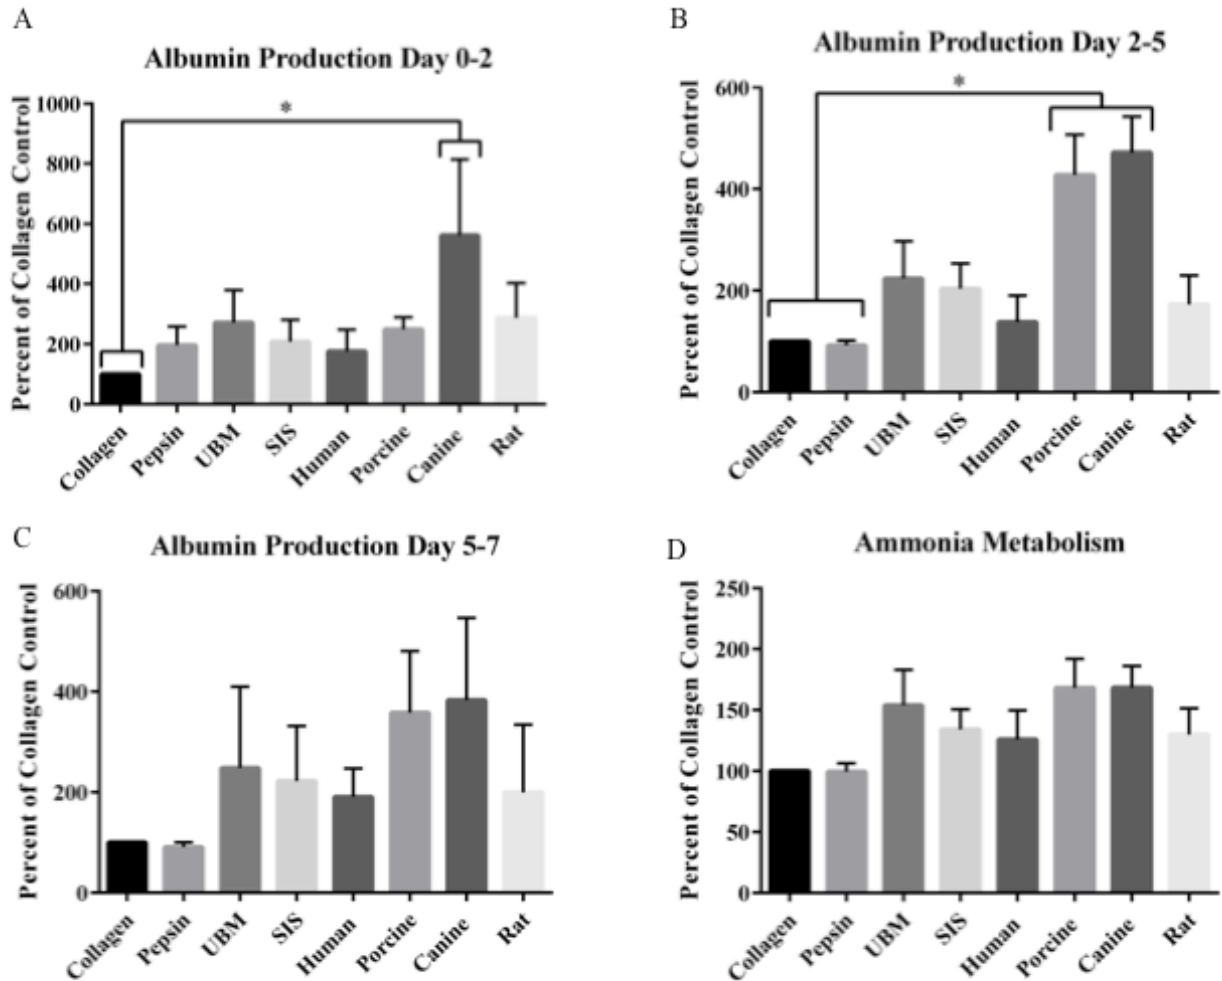 A
Albumin Production Day 0-2
Percent of Collagen Control
1000
800
600
400
200
0
*
Collagen
Pepsin
UBM
SIS
Human
Porcine
Canine
Rat
B
Albumin Production Day 2-5
Percent of Collagen Control
600
400
200
0
*
Collagen
Pepsin
UBM
SIS
Human
Porcine
Canine
Rat
C
Albumin Production Day 5-7
Percent of Collagen Control
600
400
200
0
Collagen
Pepsin
UBM
SIS
Human
Porcine
Canine
Rat
D
Ammonia Metabolism
Percent of Collagen Control
250
200
150
100
50
0
Collagen
Pepsin
UBM
SIS
Human
Porcine
Canine
Rat